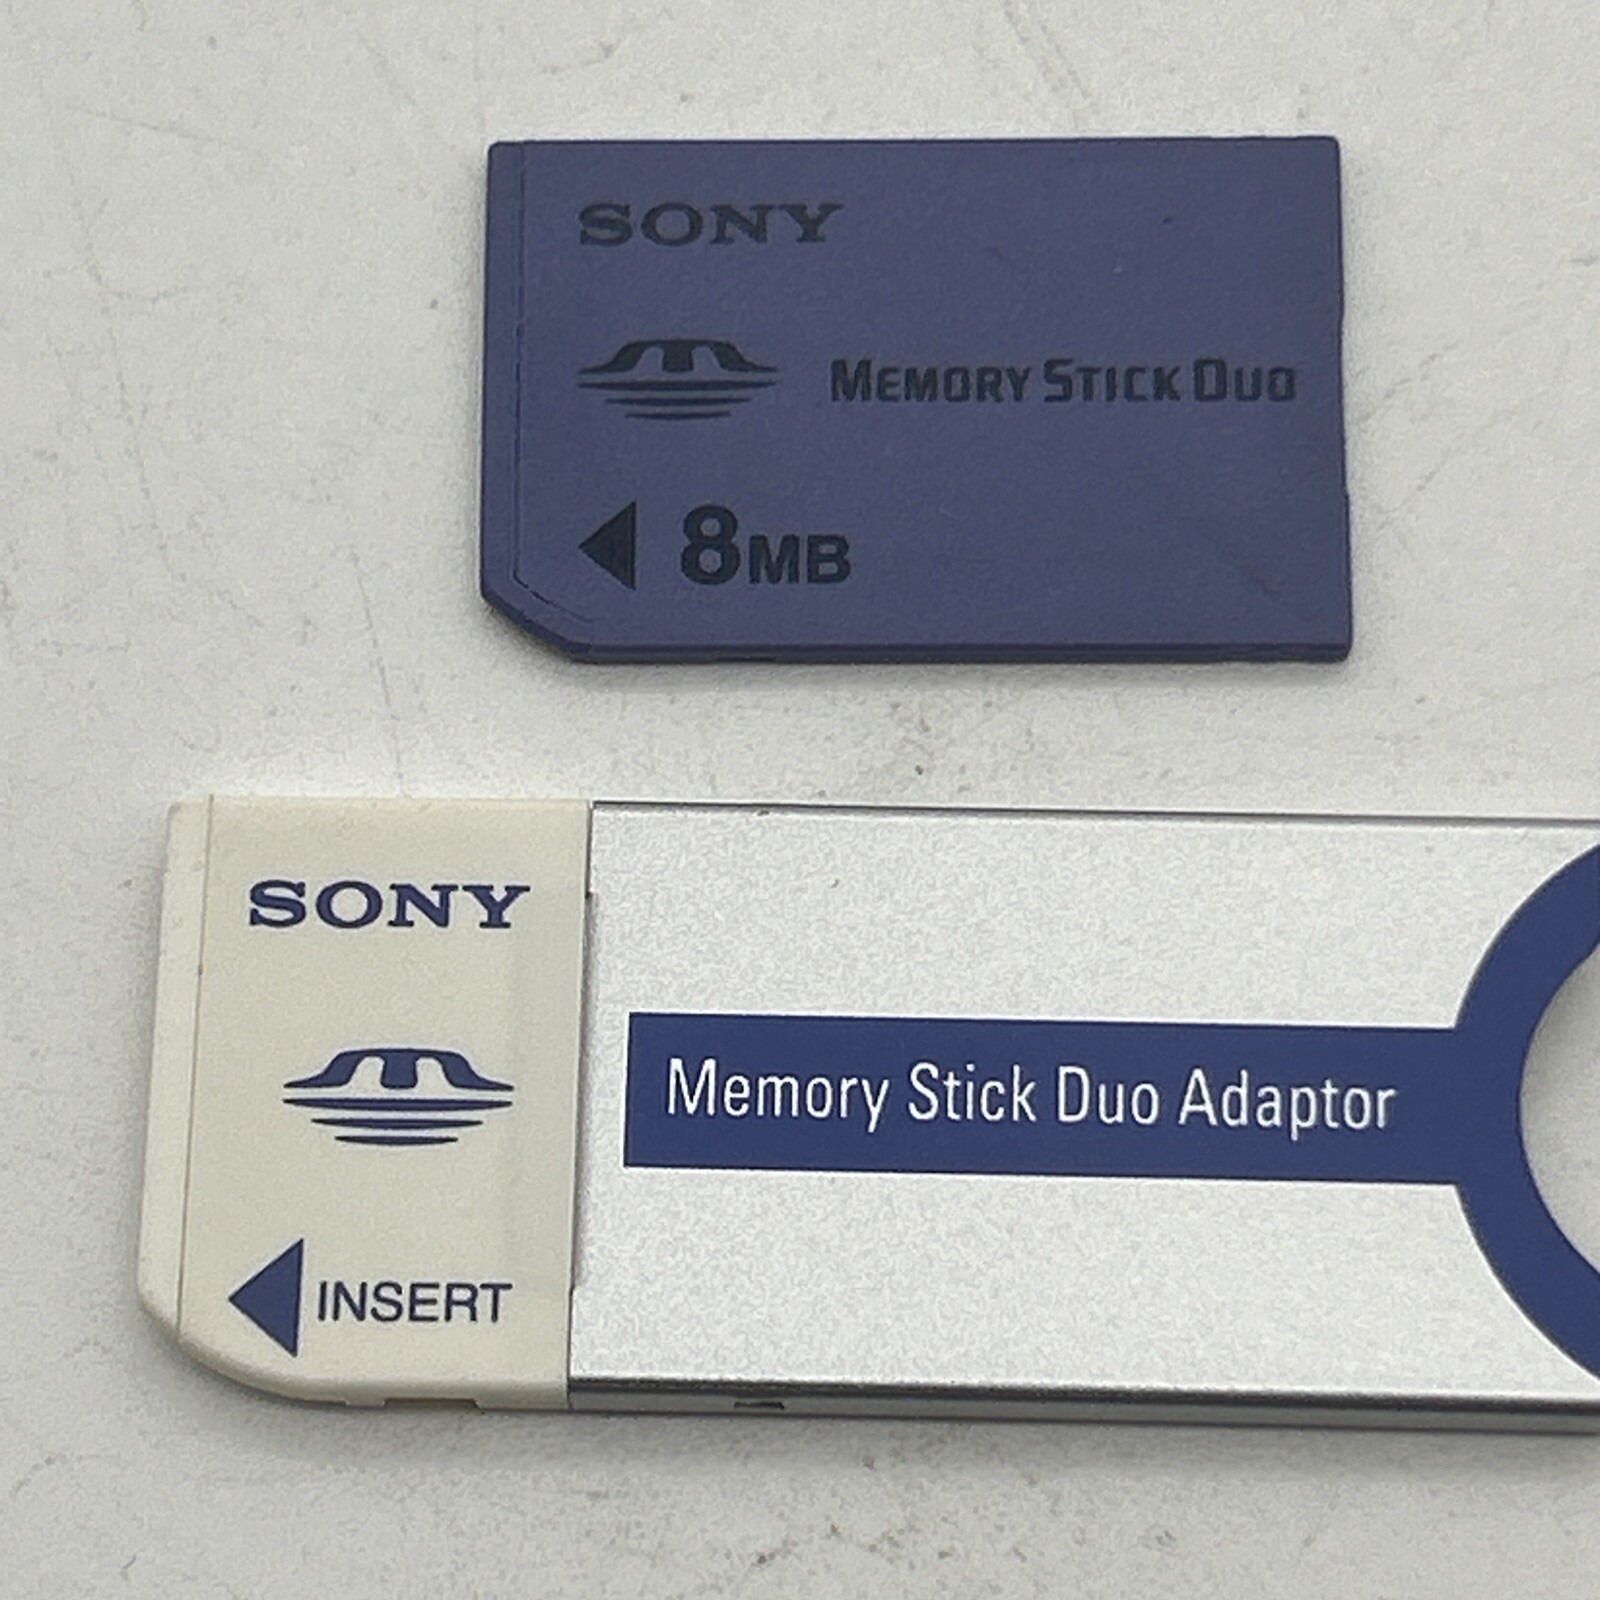 SONY
MEMORY STICK DUO
8MB
SONY
Memory Stick Duo Adaptor
INSERT